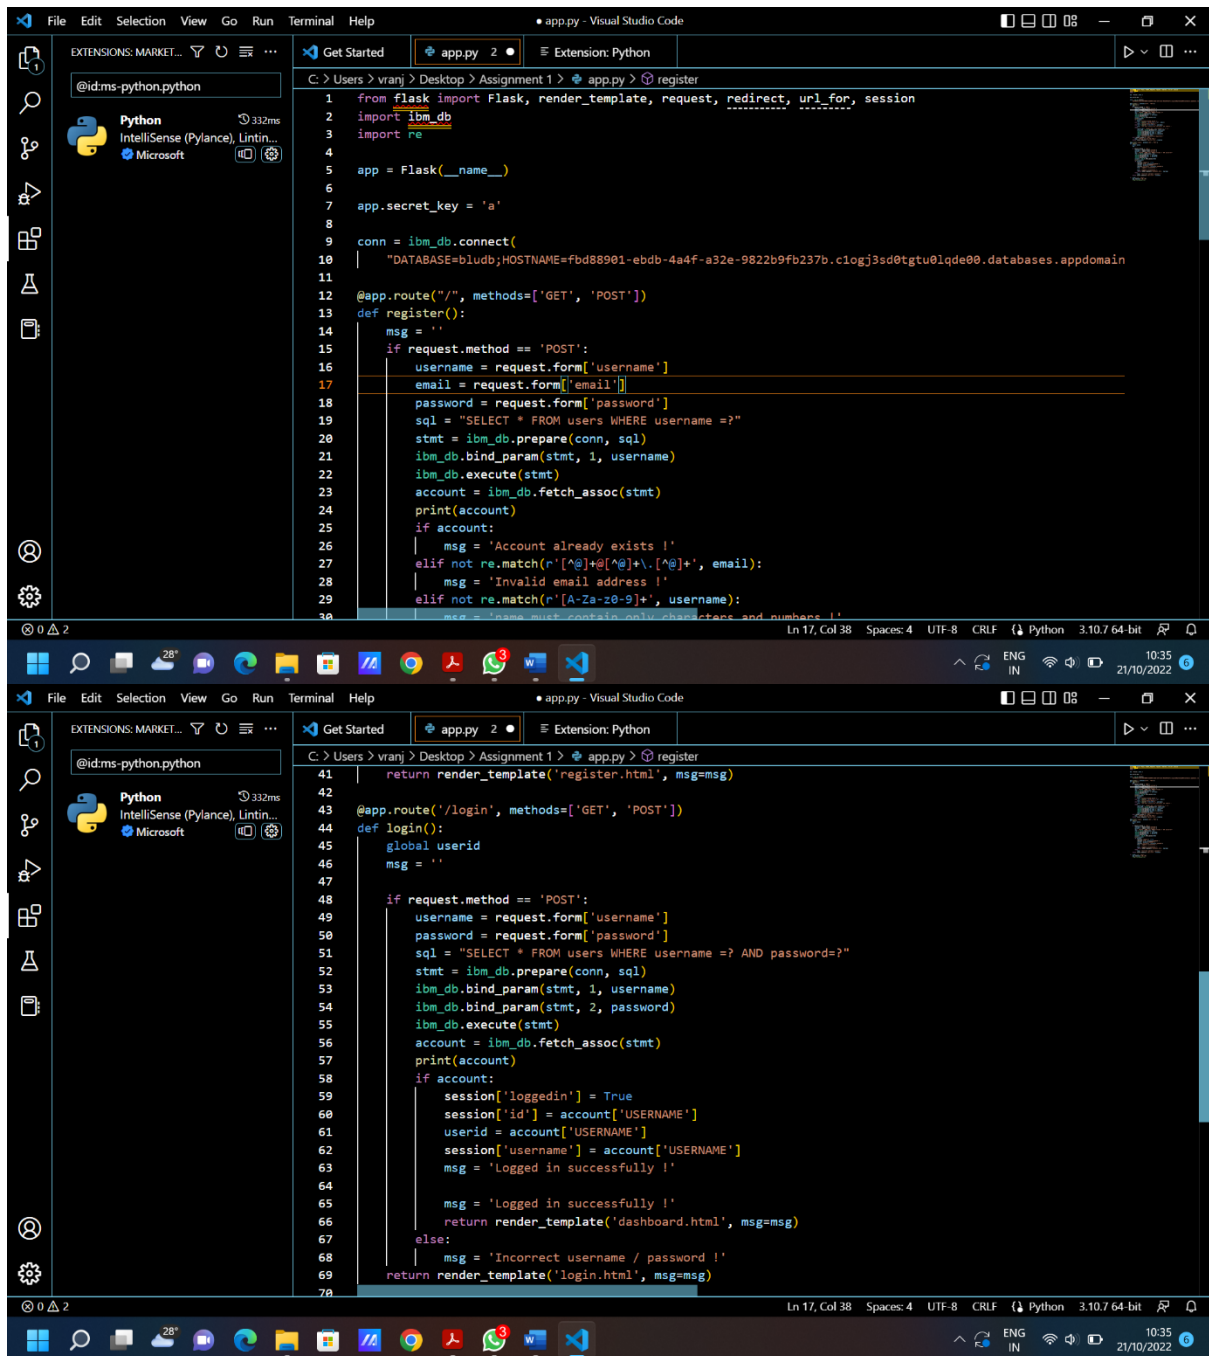 File Edit Selection View Go Run Terminal Help ● app.py - Visual Studio Code
EXTENSIONS: MARKET... Get Started app.py 2 ● Extension: Python
@id:ms-python.python
C: > Users > vranj > Desktop > Assignment 1 > app.py > register
Python 332ms
IntelliSense (Pylance), Lintin...
Microsoft
1 from flask import Flask, render_template, request, redirect, url_for, session
2 import ibm_db
3 import re
4
5 app = Flask(__name__)
6
7 app.secret_key = 'a'
8
9 conn = ibm_db.connect(
10 "DATABASE=bludb;HOSTNAME=fbd88901-ebdb-4a4f-a32e-9822b9fb237b.c1ogj3sd0tgtu0lqde00.databases.appdomain
11
12 @app.route("/", methods=['GET', 'POST'])
13 def register():
14 msg = ''
15 if request.method == 'POST':
16 username = request.form['username']
17 email = request.form['email']
18 password = request.form['password']
19 sql = "SELECT * FROM users WHERE username =?"
20 stmt = ibm_db.prepare(conn, sql)
21 ibm_db.bind_param(stmt, 1, username)
22 ibm_db.execute(stmt)
23 account = ibm_db.fetch_assoc(stmt)
24 print(account)
25 if account:
26 msg = 'Account already exists !'
27 elif not re.match(r'[^@]+@[^@]+\.[^@]+', email):
28 msg = 'Invalid email address !'
29 elif not re.match(r'[A-Za-z0-9]+', username):
30 msg = 'name must contain only characters and numbers !'
0 2 Ln 17, Col 38 Spaces: 4 UTF-8 CRLF Python 3.10.7 64-bit
28° 3 ENG IN 10:35 21/10/2022 6
File Edit Selection View Go Run Terminal Help ● app.py - Visual Studio Code
EXTENSIONS: MARKET... Get Started app.py 2 ● Extension: Python
@id:ms-python.python
C: > Users > vranj > Desktop > Assignment 1 > app.py > register
Python 332ms
IntelliSense (Pylance), Lintin...
Microsoft
41 return render_template('register.html', msg=msg)
42
43 @app.route('/login', methods=['GET', 'POST'])
44 def login():
45 global userid
46 msg = ''
47
48 if request.method == 'POST':
49 username = request.form['username']
50 password = request.form['password']
51 sql = "SELECT * FROM users WHERE username =? AND password=?"
52 stmt = ibm_db.prepare(conn, sql)
53 ibm_db.bind_param(stmt, 1, username)
54 ibm_db.bind_param(stmt, 2, password)
55 ibm_db.execute(stmt)
56 account = ibm_db.fetch_assoc(stmt)
57 print(account)
58 if account:
59 session['loggedin'] = True
60 session['id'] = account['USERNAME']
61 userid = account['USERNAME']
62 session['username'] = account['USERNAME']
63 msg = 'Logged in successfully !'
64
65 msg = 'Logged in successfully !'
66 return render_template('dashboard.html', msg=msg)
67 else:
68 msg = 'Incorrect username / password !'
69 return render_template('login.html', msg=msg)
70
0 2 Ln 17, Col 38 Spaces: 4 UTF-8 CRLF Python 3.10.7 64-bit
28° 3 ENG IN 10:35 21/10/2022 6